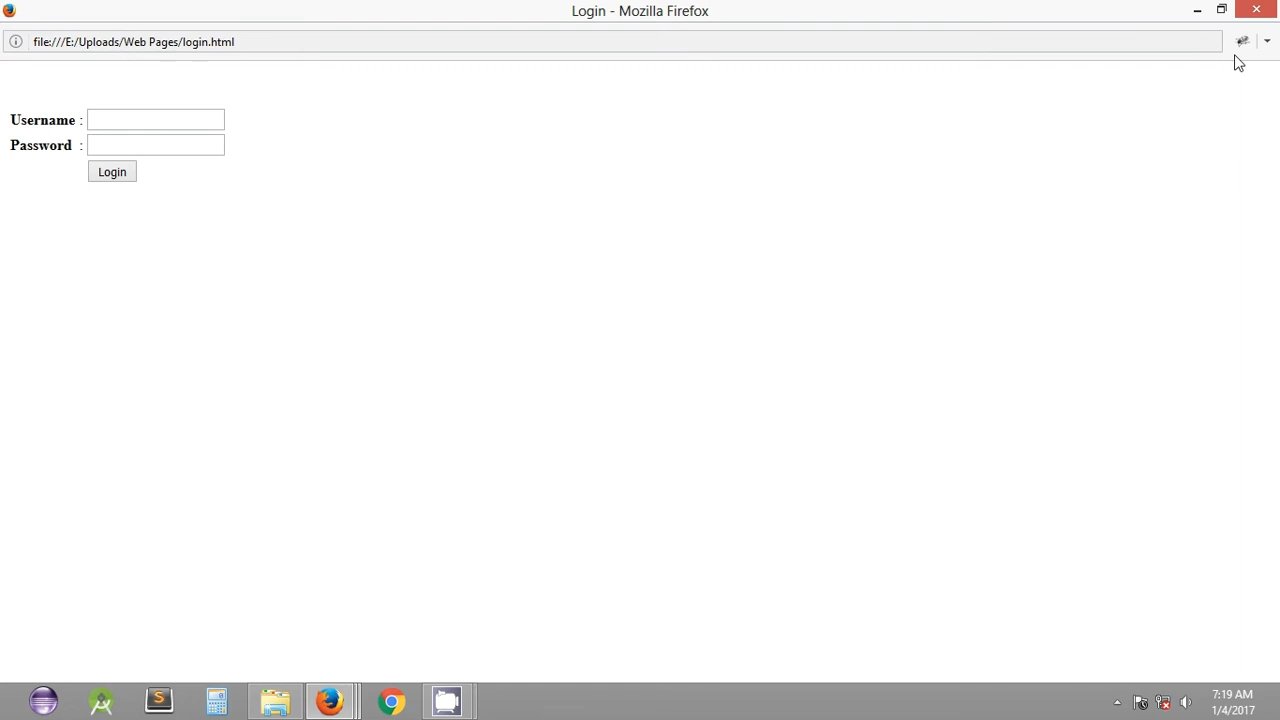 Login - Mozilla Firefox
file:///E:/Uploads/Web Pages/login.html
Username :
Password :
Login
S
7:19 AM
1/4/2017